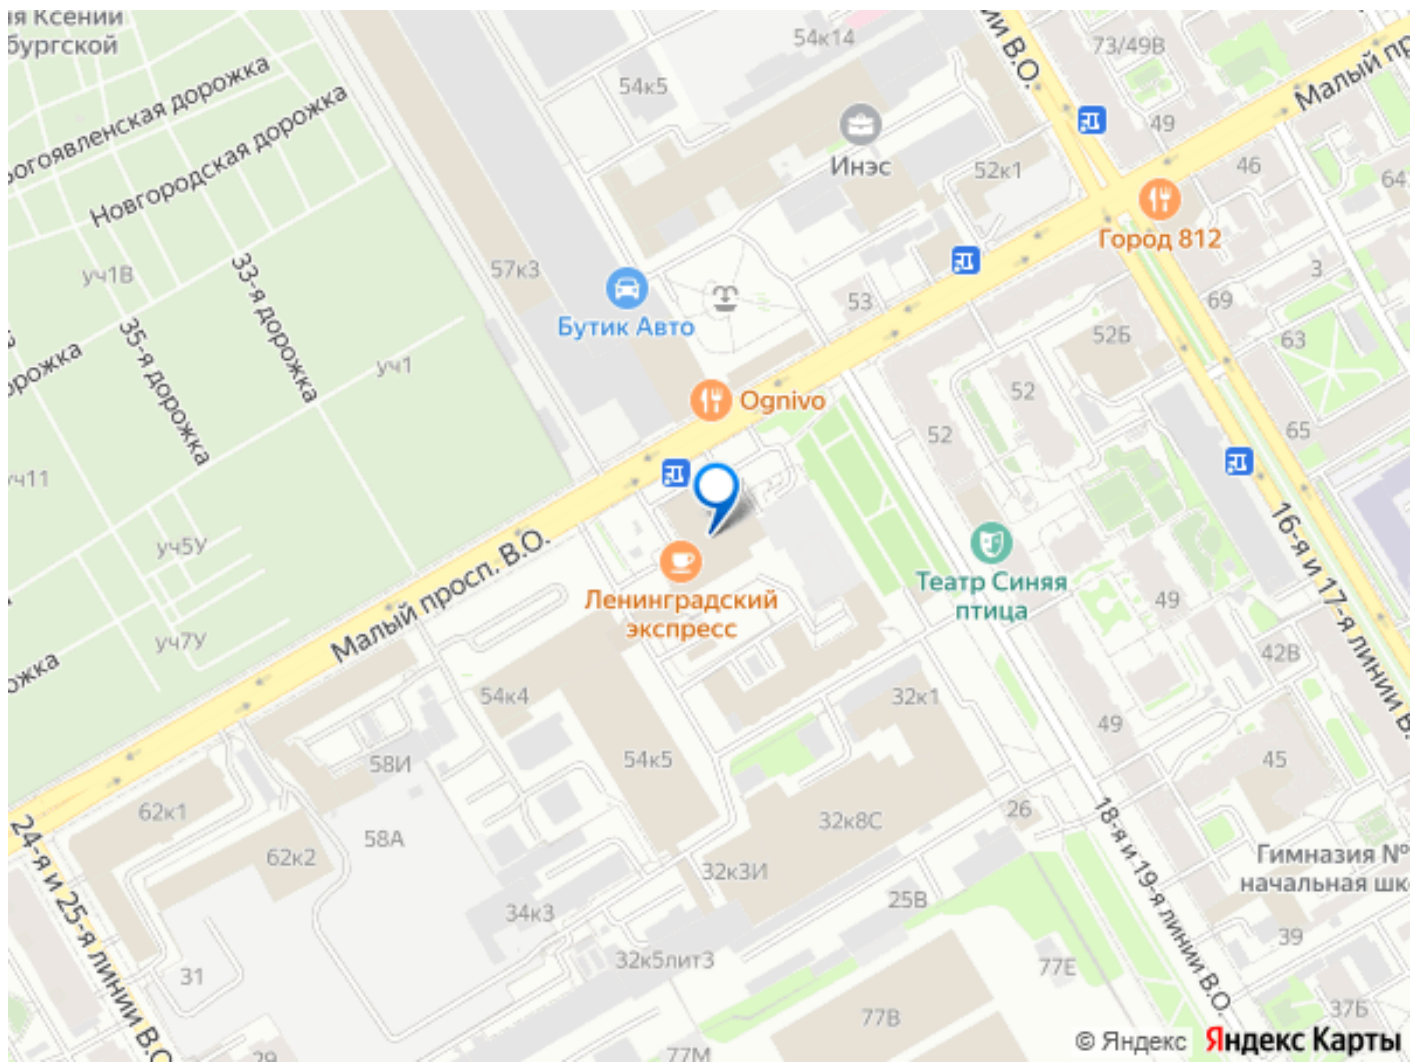 ия Ксении
бургской
54к14
ии В.О.
73/49В
Малый пр
54к5
огоявленская дорожка
49
Инэс
52к1
46
64
Новгородская дорожка
Город 812
уч1В
33-я дорожка
57к3
3
Бутик Авто
53
69
35-я дорожка
52Б
63
орожка
уч1
52
Ognivo
52
65
уч11
16-я и 17-я линии В.
уч5У
Малый просп. В.О.
Театр Синяя
птица
Ленинградский
экспресс
49
уч7У
42В
ожка
54к4
32к1
49
58И
54к5
45
62к1
32к8С
26
18-я и 19-я линии В.О.
24-я и 25-я линии В.О
58А
62к2
Гимназия №
начальная шк
32к3И
25В
34к3
39
31
32к5лит3
77Е
37Б
77В
29
77М
© Яндекс Яндекс Карты